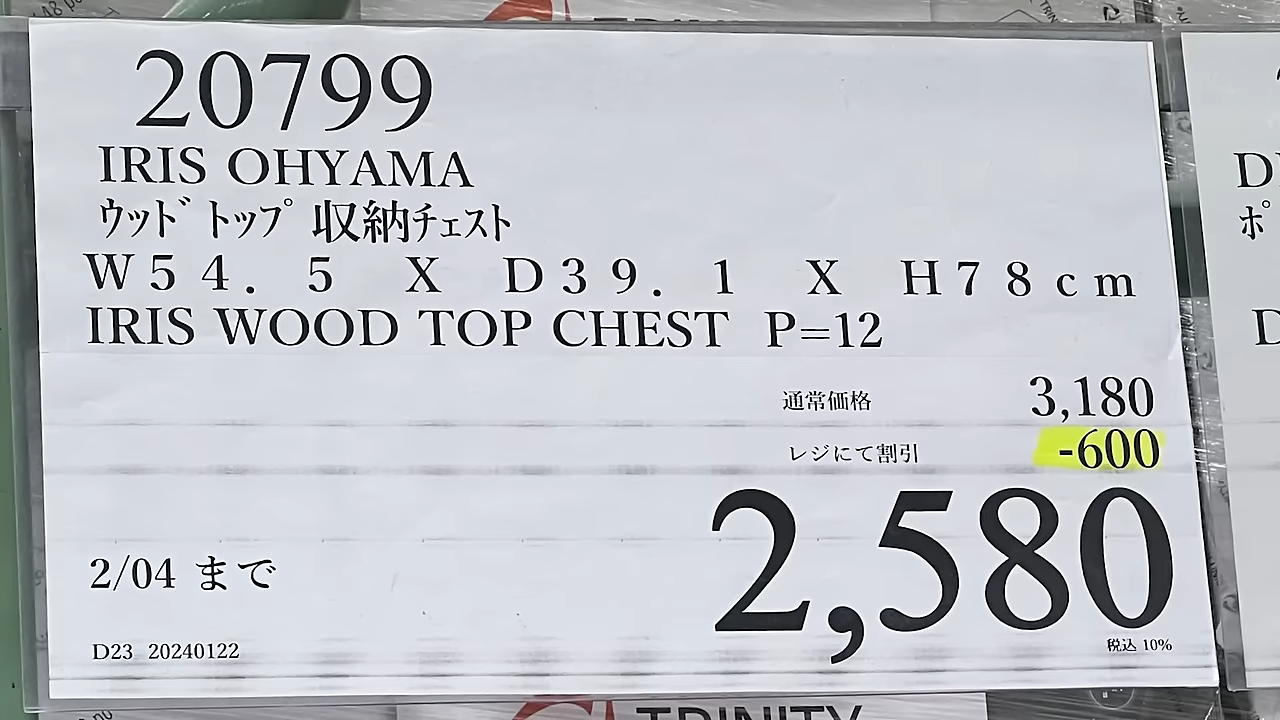 20799
IRIS OHYAMA
ウッドトップ 収納チェスト
W54.5 X D39.1 X H78cm
IRIS WOOD TOP CHEST P=12
通常価格 3,180
レジにて割引 -600
2,580
2/04 まで
税込 10%
D23 20240122
D
ポ
D
TRINITY